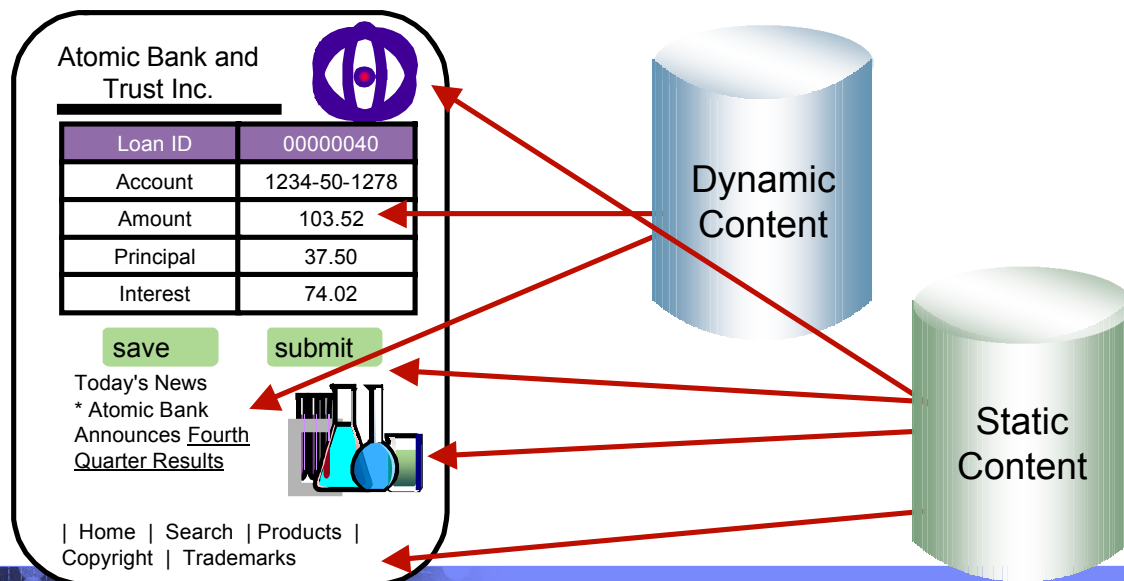 Atomic Bank and
Trust Inc.
Loan ID 00000040
Account 1234-50-1278
Amount 103.52
Principal 37.50
Interest 74.02
save submit
Today's News
* Atomic Bank
Announces Fourth
Quarter Results
| Home | Search | Products |
Copyright | Trademarks
Dynamic
Content
Static
Content